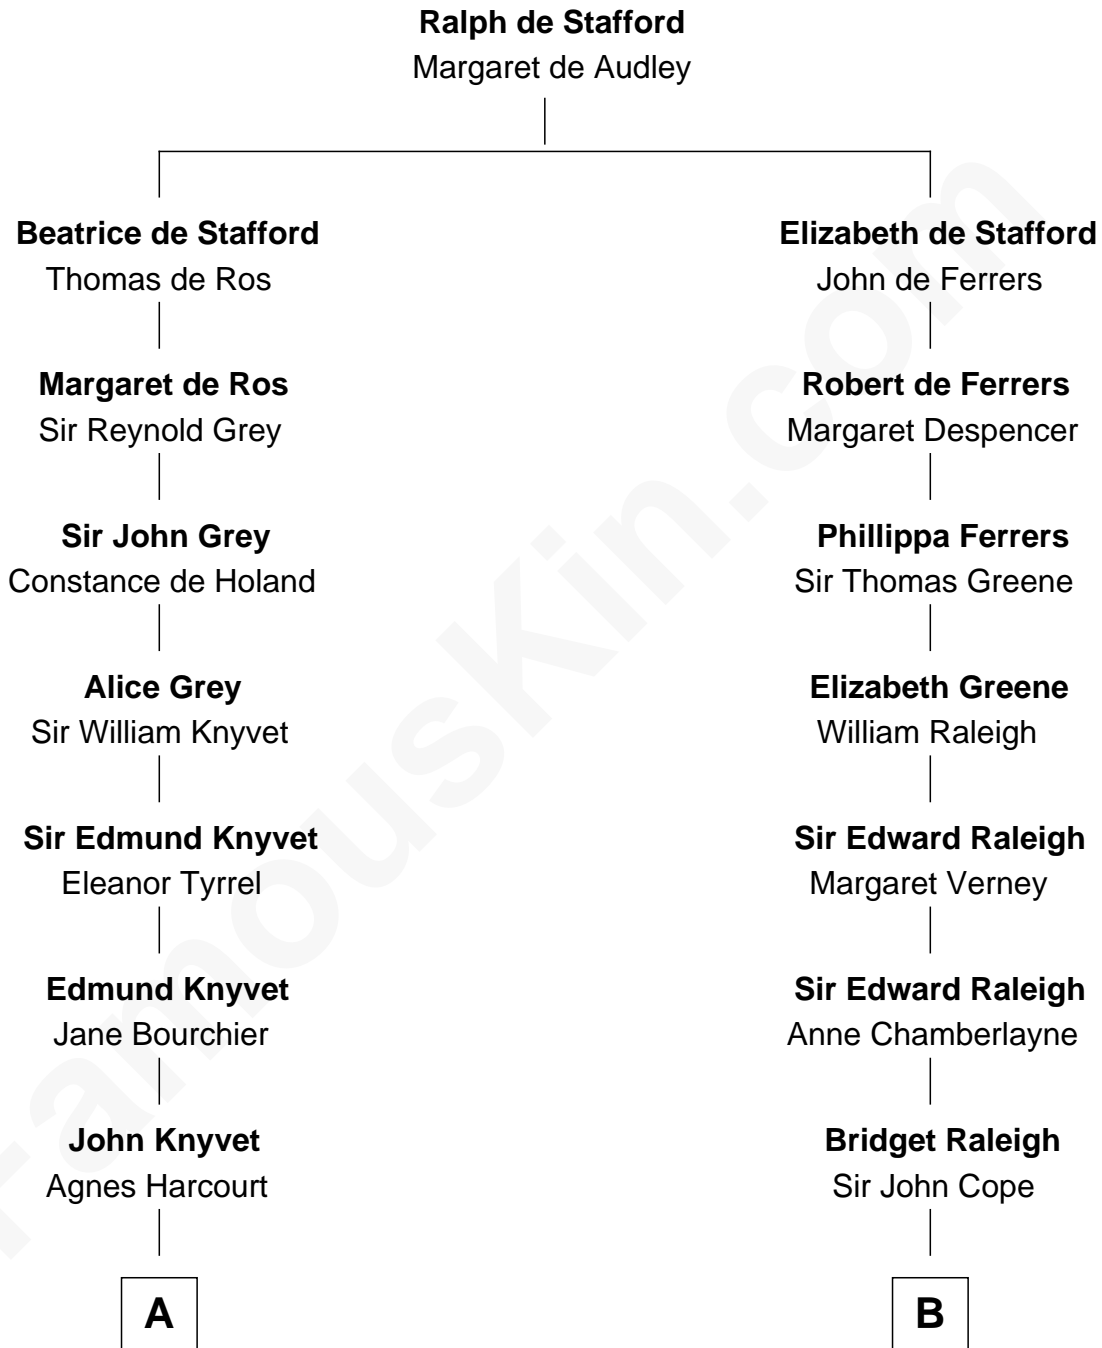 Ralph de Stafford
Margaret de Audley
Beatrice de Stafford
Thomas de Ros
Elizabeth de Stafford
John de Ferrers
Margaret de Ros
Sir Reynold Grey
Robert de Ferrers
Margaret Despencer
Sir John Grey
Constance de Holand
Phillippa Ferrers
Sir Thomas Greene
Alice Grey
Sir William Knyvet
Elizabeth Greene
William Raleigh
Sir Edmund Knyvet
Eleanor Tyrrel
Sir Edward Raleigh
Margaret Verney
Edmund Knyvet
Jane Bourchier
Sir Edward Raleigh
Anne Chamberlayne
John Knyvet
Agnes Harcourt
Bridget Raleigh
Sir John Cope
A
B
FamousKin.com